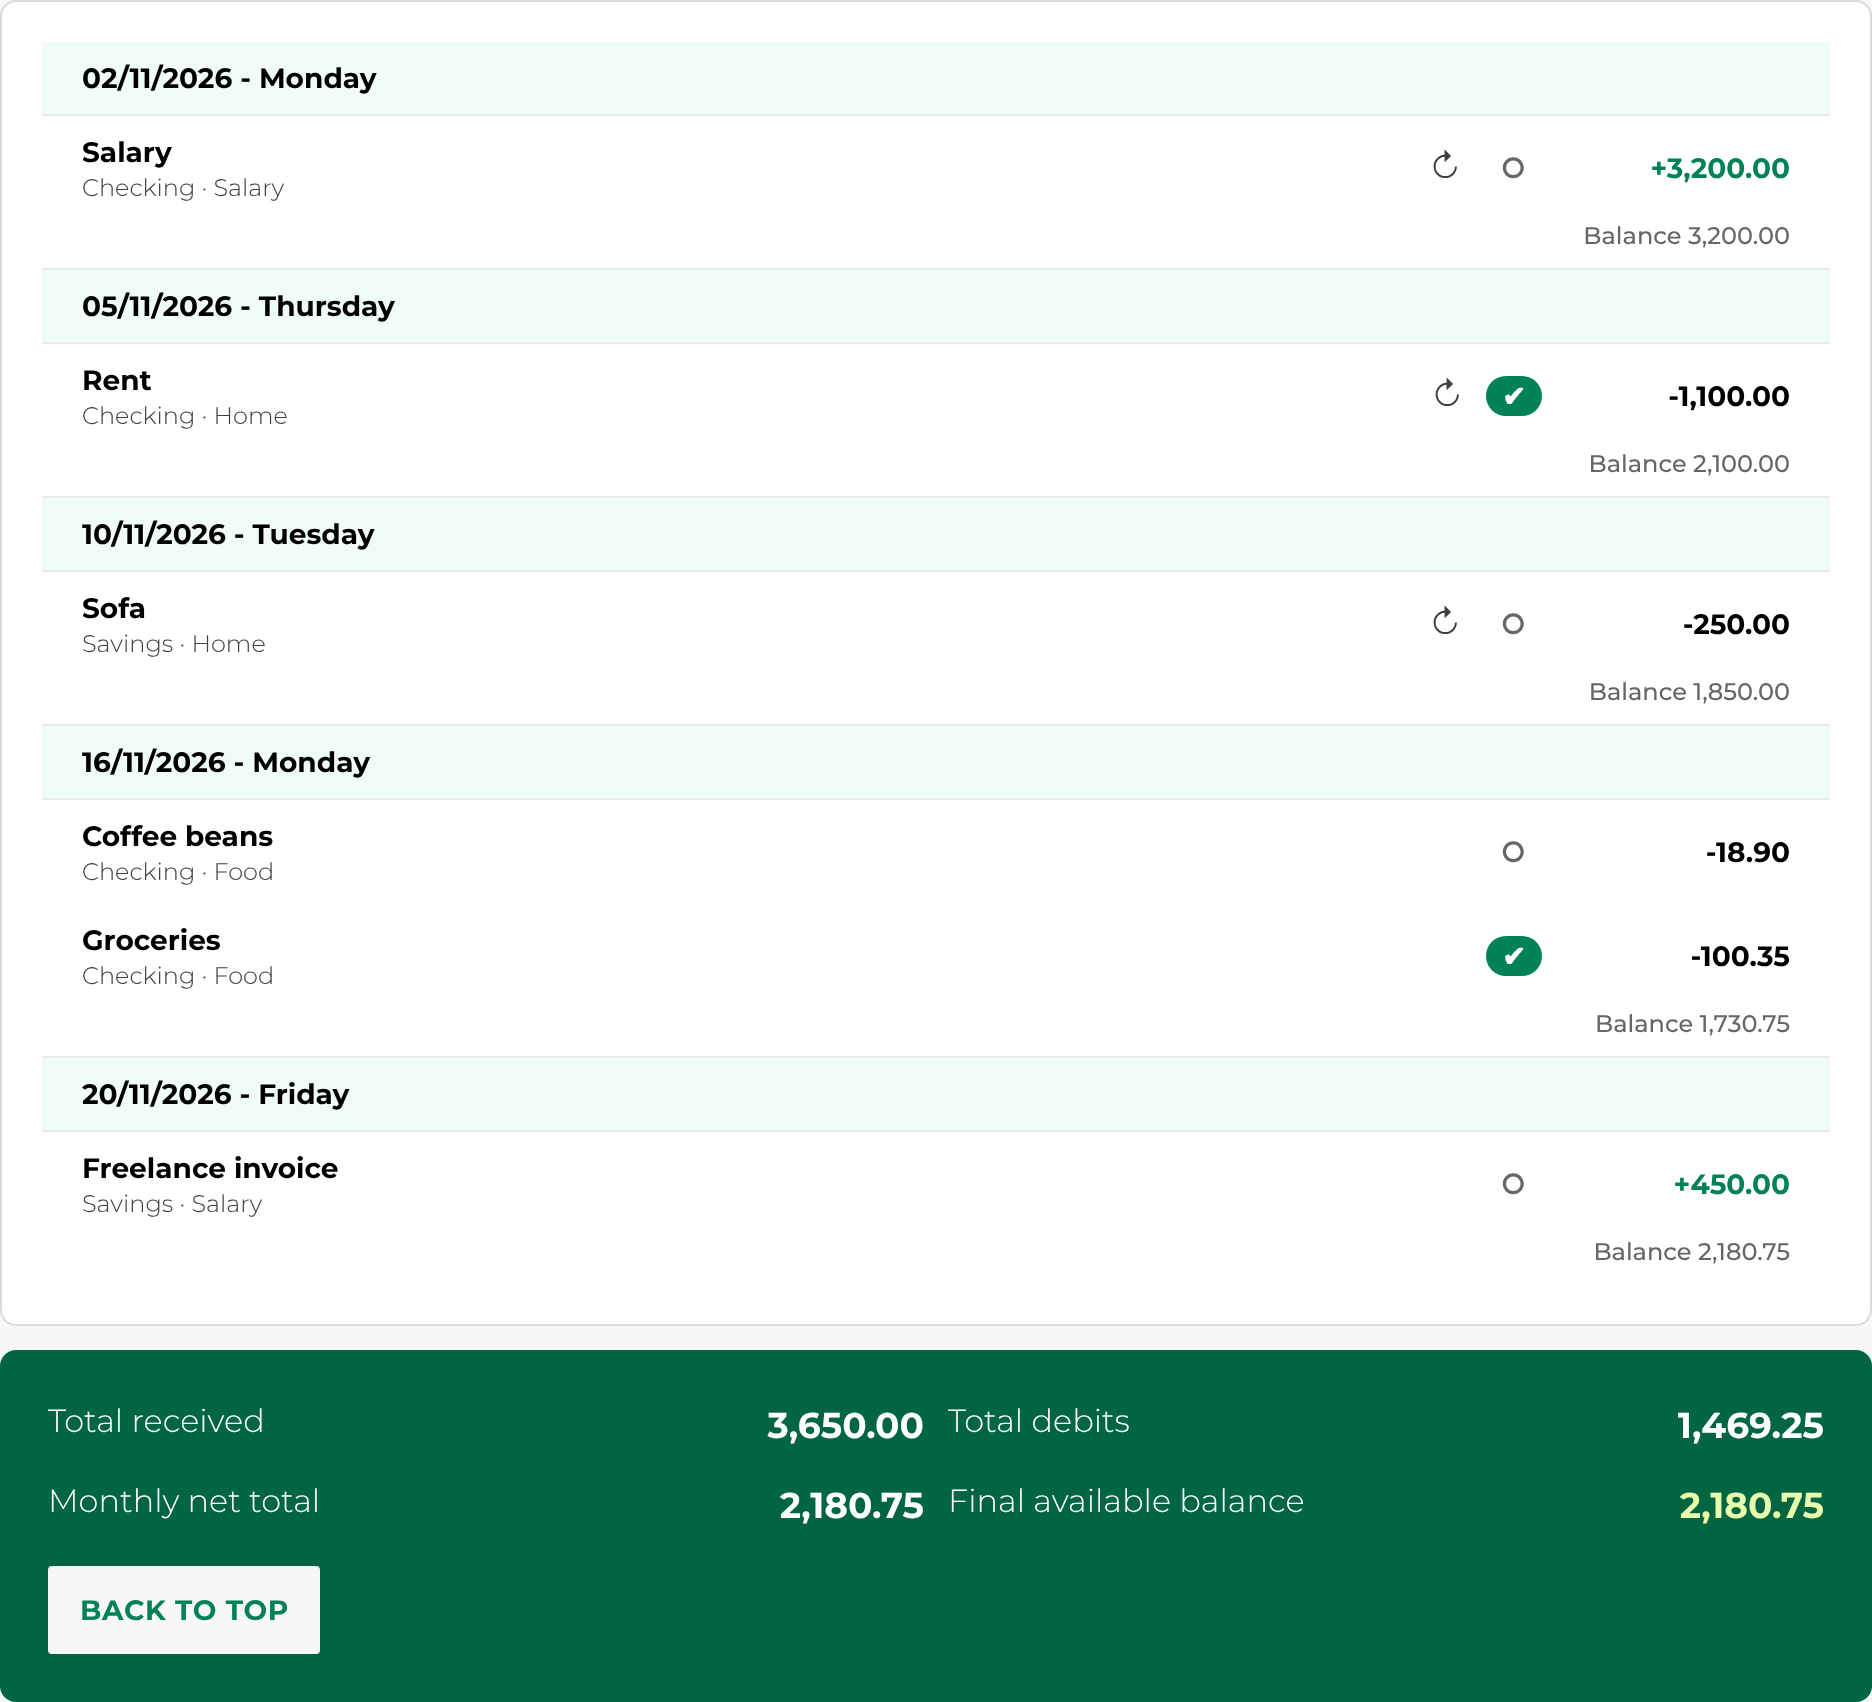 02/11/2026 - Monday
Salary
Checking · Salary
+3,200.00
Balance 3,200.00
05/11/2026 - Thursday
Rent
Checking · Home
-1,100.00
Balance 2,100.00
10/11/2026 - Tuesday
Sofa
Savings · Home
-250.00
Balance 1,850.00
16/11/2026 - Monday
Coffee beans
Checking · Food
-18.90
Groceries
Checking · Food
-100.35
Balance 1,730.75
20/11/2026 - Friday
Freelance invoice
Savings · Salary
+450.00
Balance 2,180.75
Total received 3,650.00
Total debits 1,469.25
Monthly net total 2,180.75
Final available balance 2,180.75
BACK TO TOP